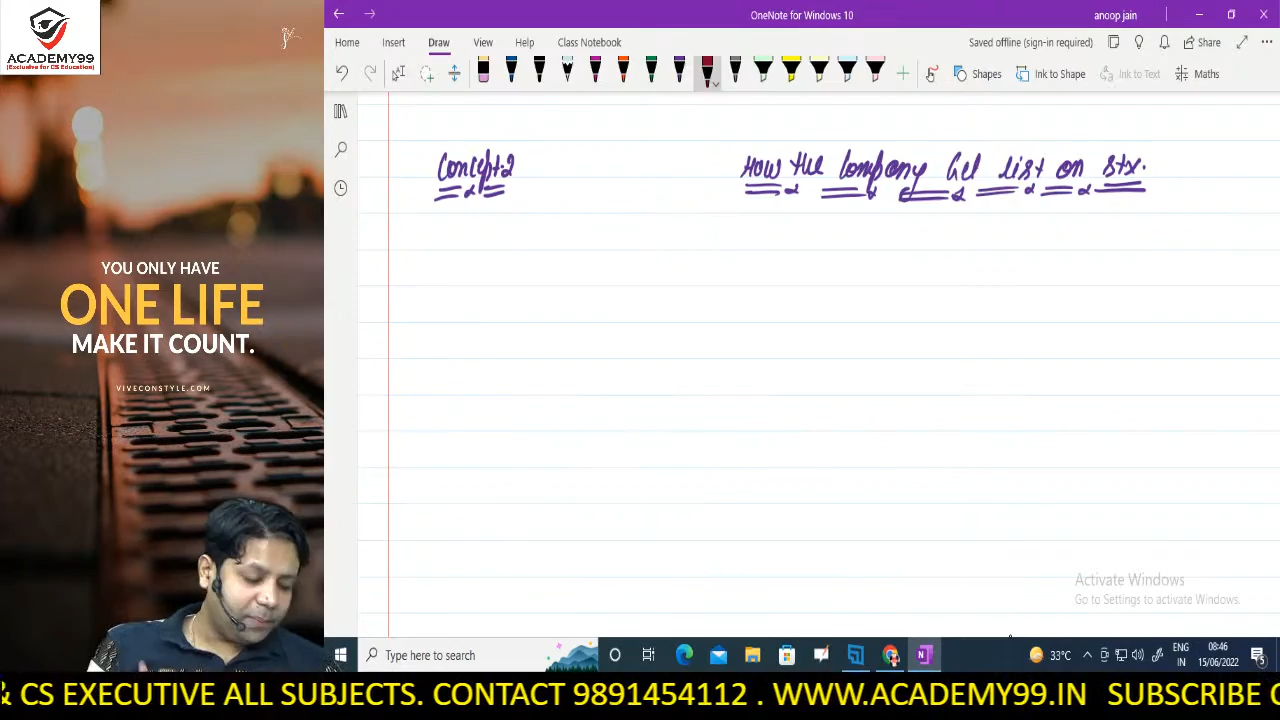 ACADEMY99
(Exclusive for CS Education)
YOU ONLY HAVE
ONE LIFE
MAKE IT COUNT.
VIVECONSTYLE.COM
OneNote for Windows 10
anoop jain
Home Insert Draw View Help Class Notebook
Saved offline (sign-in required)
Share
Shapes
Ink to Shape
Ink to Text
Maths
Concept-2
How the Company Get list on stx.
Activate Windows
Go to Settings to activate Windows.
Type here to search
33°C
ENG
IN
08:46
15/06/2022
5
& CS EXECUTIVE ALL SUBJECTS. CONTACT 9891454112 . WWW.ACADEMY99.IN SUBSCRIBE